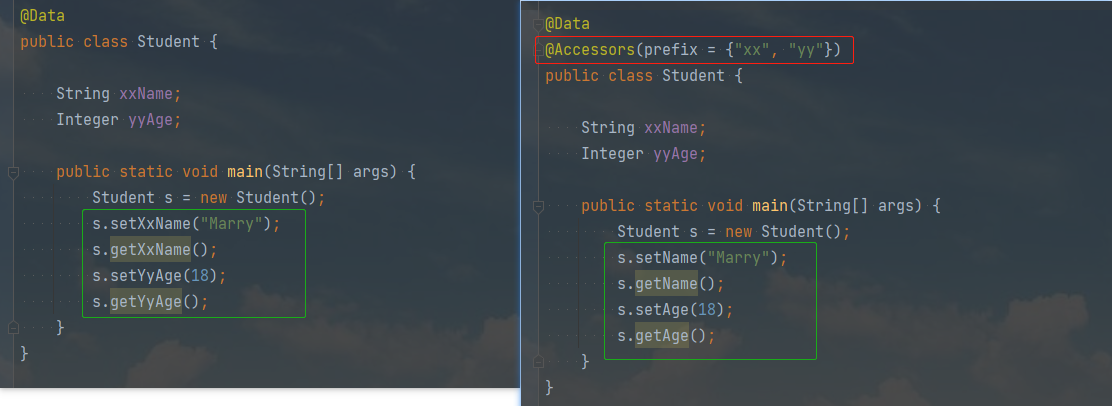 @Data
public class Student {
String xxName;
Integer yyAge;
public static void main(String[] args) {
Student s = new Student();
s.setXxName("Marry");
s.getXxName();
s.setYyAge(18);
s.getYyAge();
}
}
@Data
@Accessors(prefix = {"xx", "yy"})
public class Student {
String xxName;
Integer yyAge;
public static void main(String[] args) {
Student s = new Student();
s.setName("Marry");
s.getName();
s.setAge(18);
s.getAge();
}
}